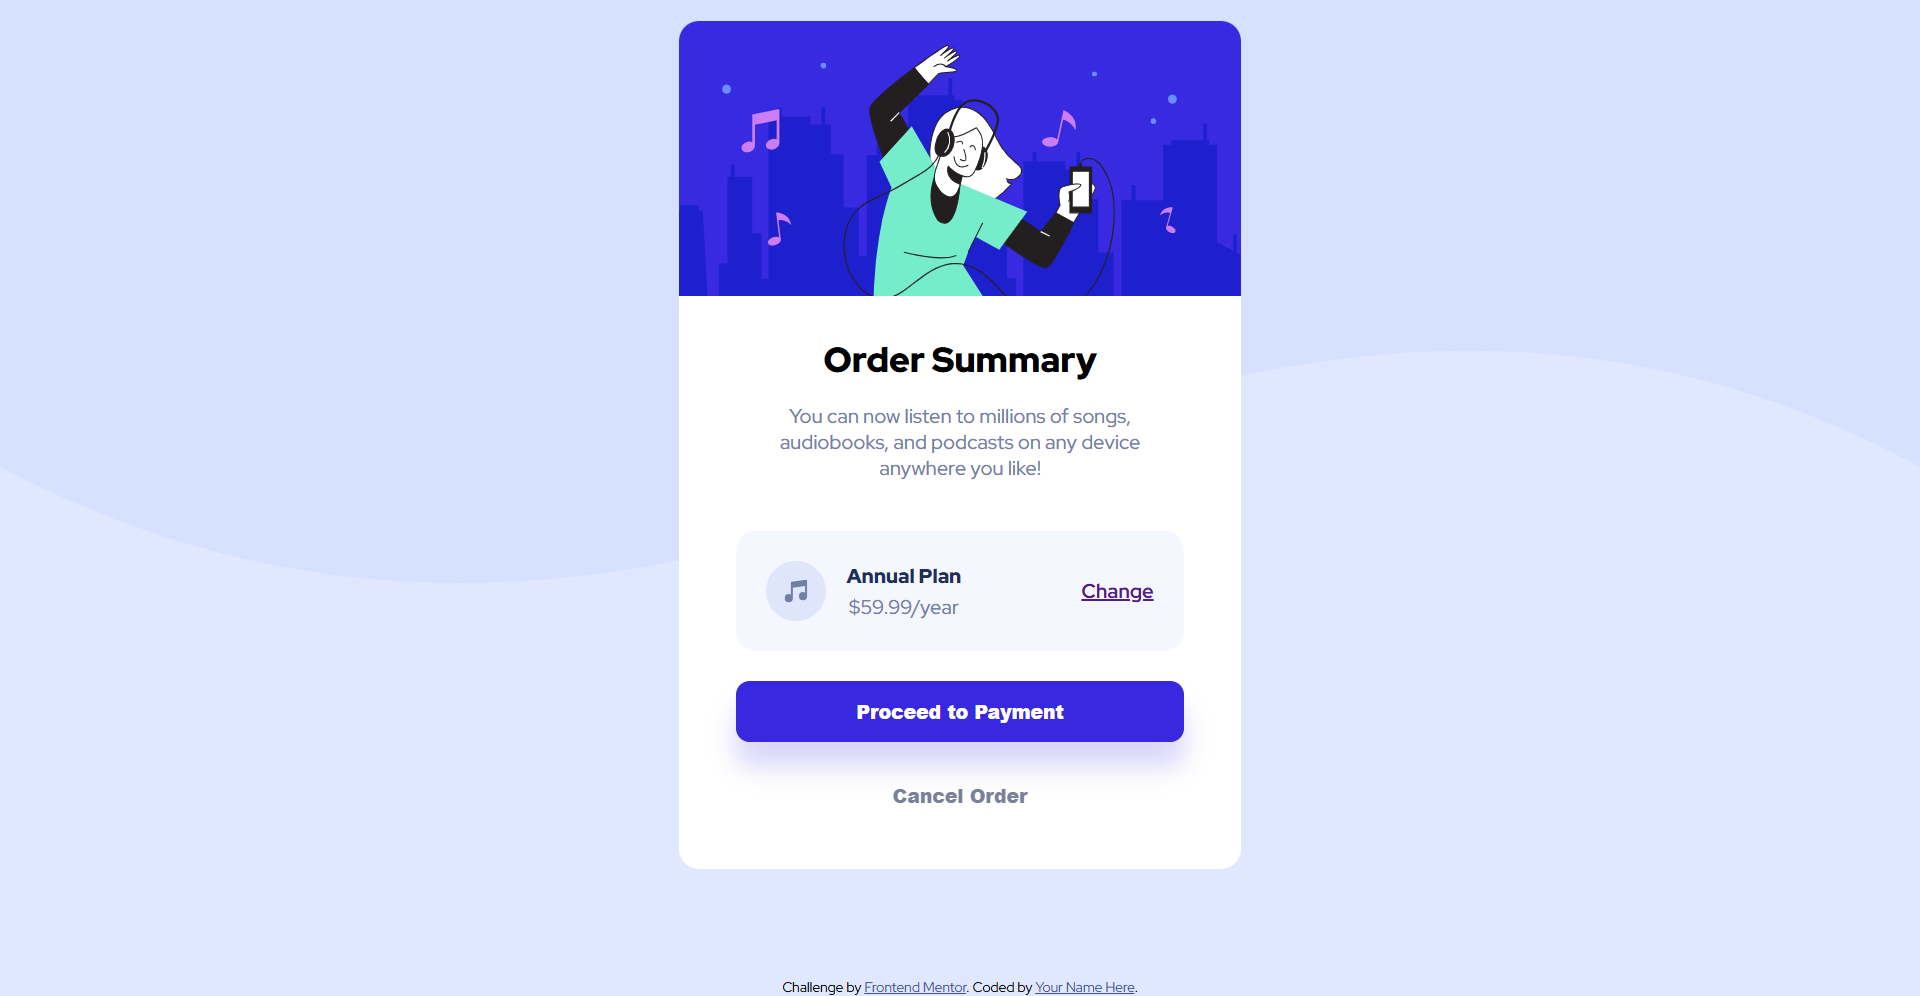 Order Summary
You can now listen to millions of songs,
audiobooks, and podcasts on any device
anywhere you like!
Annual Plan
$59.99/year
Change
Proceed to Payment
Cancel Order
Challenge by Frontend Mentor. Coded by Your Name Here.